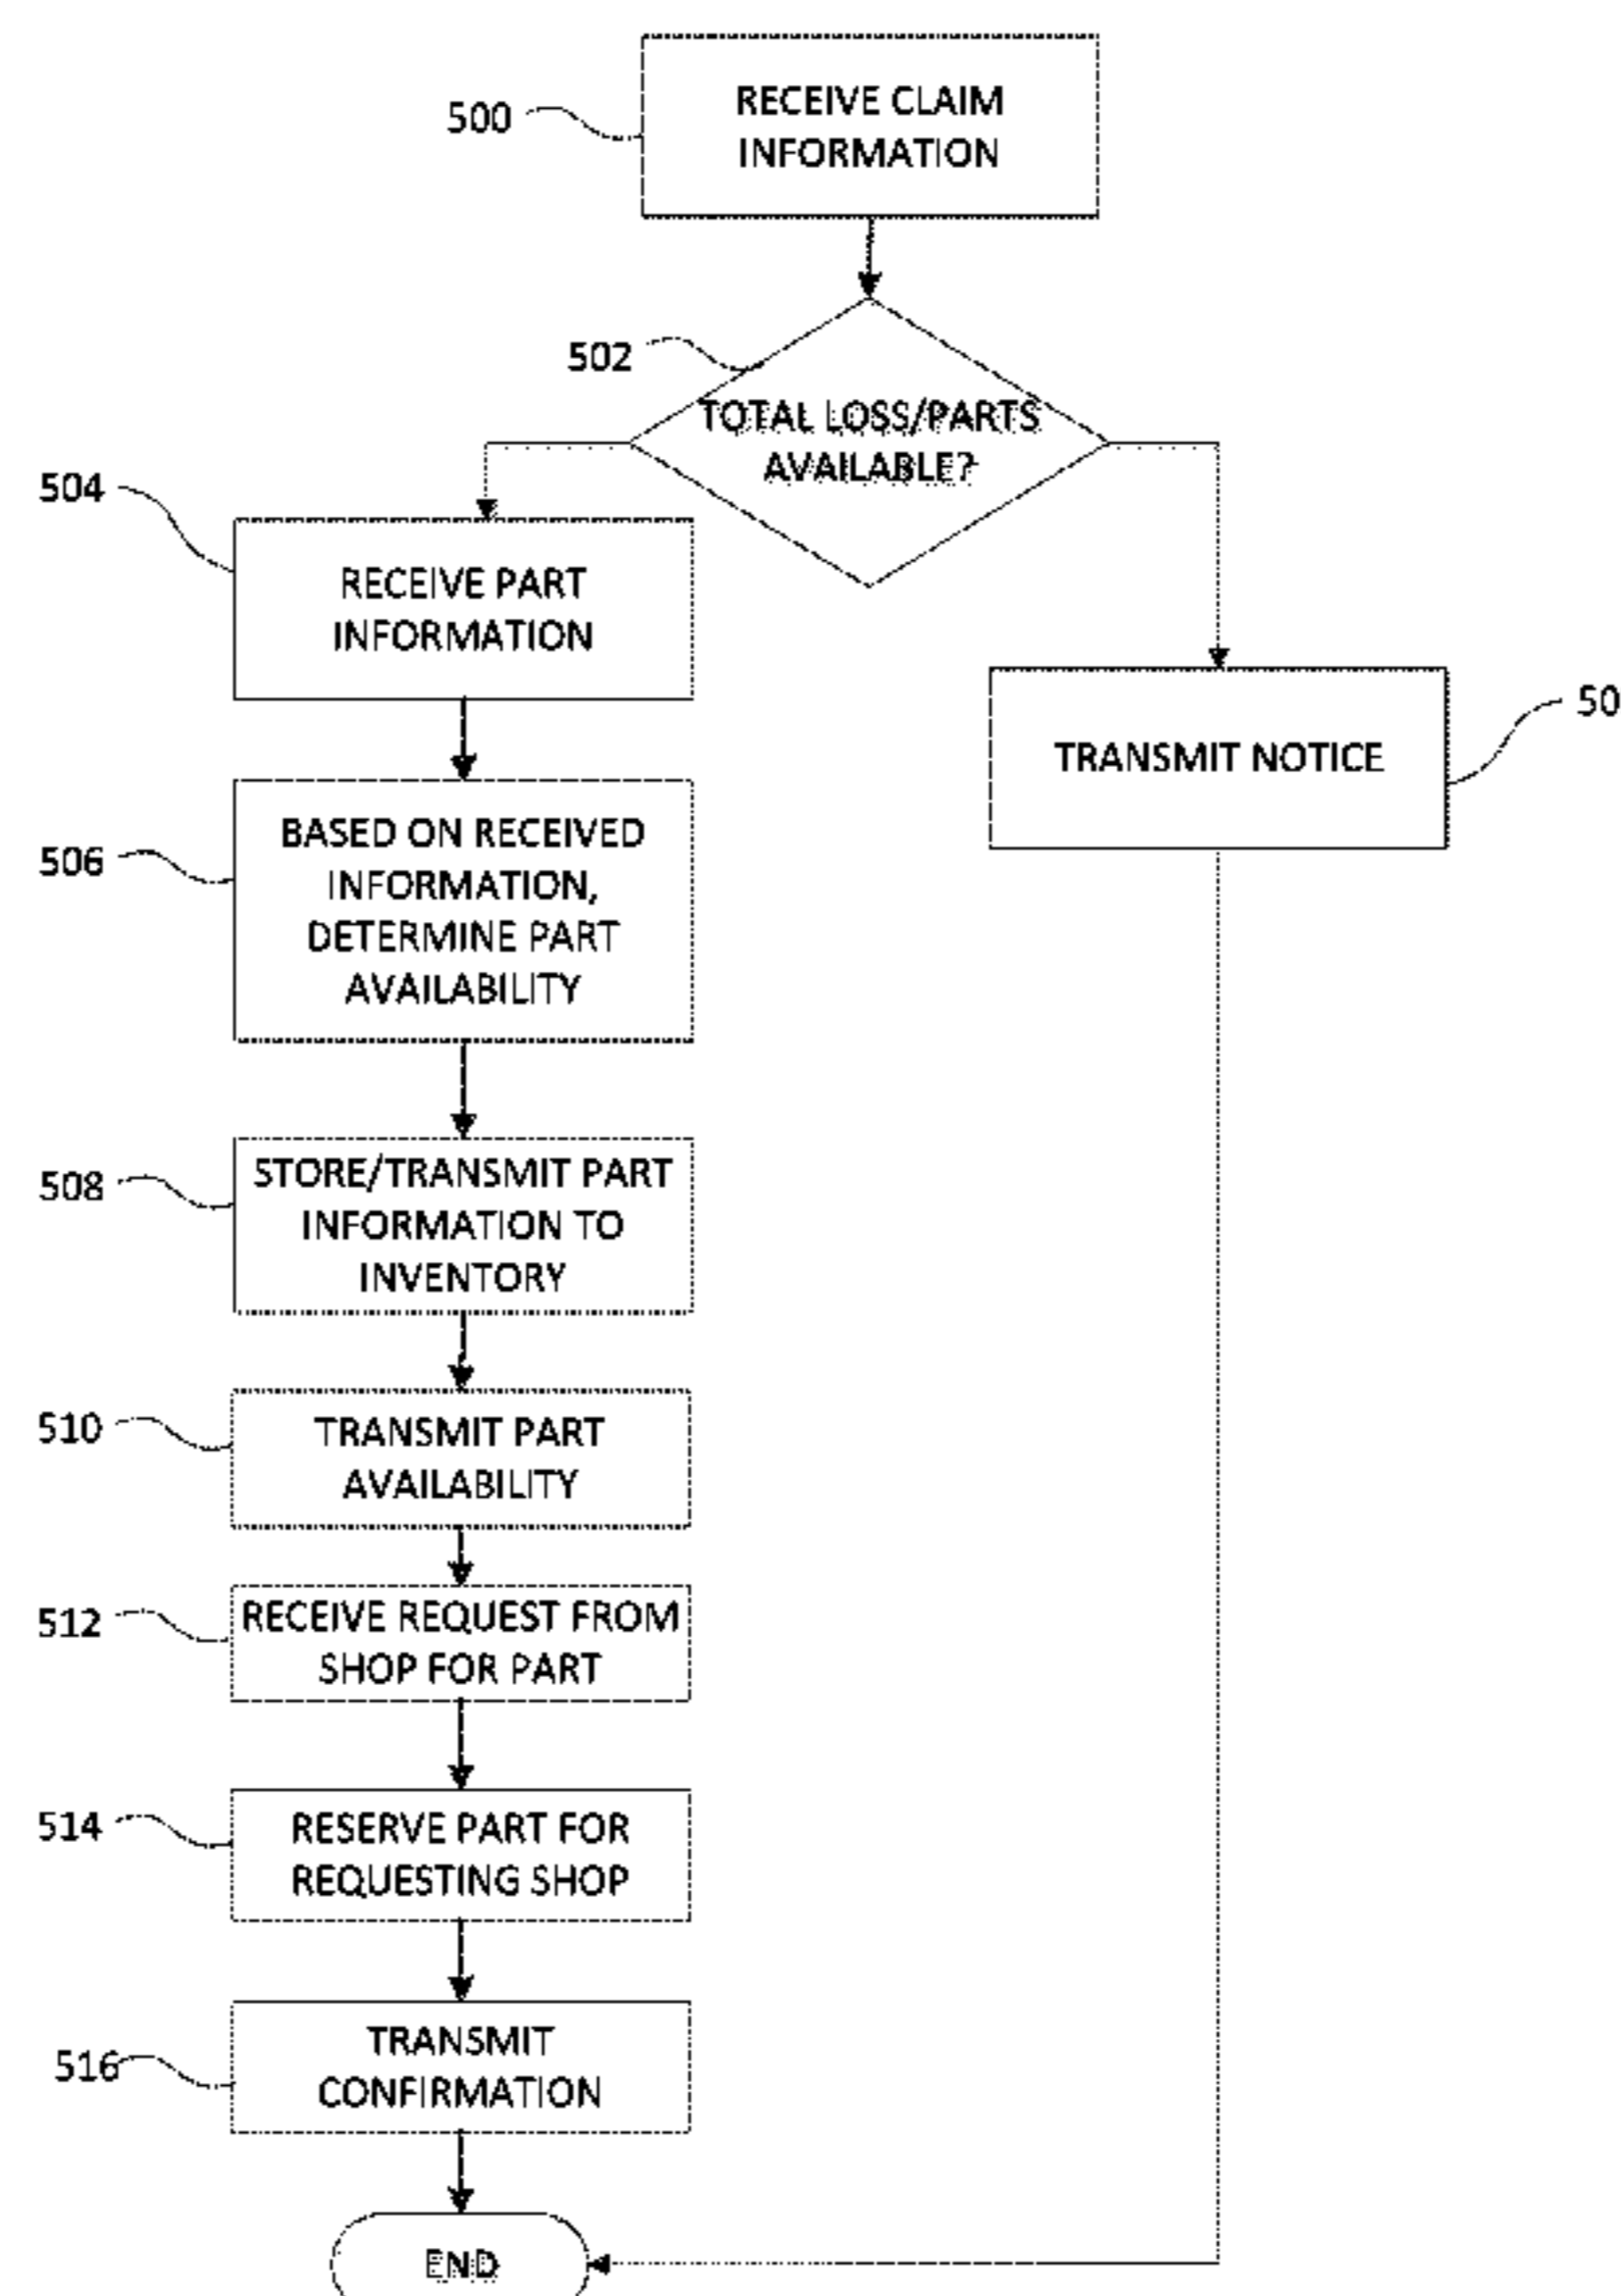 500
RECEIVE CLAIM
INFORMATION
502
TOTAL LOSS/PARTS
AVAILABLE?
504
RECEIVE PART
INFORMATION
50
TRANSMIT NOTICE
506
BASED ON RECEIVED
INFORMATION,
DETERMINE PART
AVAILABILITY
508
STORE/TRANSMIT PART
INFORMATION TO
INVENTORY
510
TRANSMIT PART
AVAILABILITY
512
RECEIVE REQUEST FROM
SHOP FOR PART
514
RESERVE PART FOR
REQUESTING SHOP
516
TRANSMIT
CONFIRMATION
END